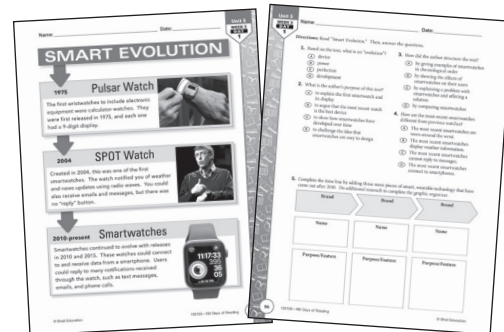 Name: Date:
Unit 5
WEEK 1
DAY
1
SMART EVOLUTION
1975
Pulsar Watch
The first wristwatches to include electronic
equipment were calculator watches. They
were first released in 1975, and each one
had a 9-digit display.
2004
SPOT Watch
Created in 2004, this was one of the first
smartwatches. The watch notified you of weather
and news updates using radio waves. You could
also receive emails and messages, but there was
no "reply" button.
2010-present
Smartwatches
Smartwatches continued to evolve with releases
in 2010 and 2015. These watches could connect
to and receive data from a smartphone. Users
could reply to many notifications received
through the watch, such as text messages,
emails, and phone calls.
© Shell Education
Unit 5
DAY
Name: Date:
Directions: Read "Smart Evolution." Then, answer the questions.
1. Based on the text, what is an "evolution"?
A device
B power
C perfection
D development
2. What is the author's purpose of this text?
A to explain the first smartwatch and
its display
B to argue that the most recent watch
is the best device
C to show how smartwatches have
developed over time
D to challenge the idea that
smartwatches are easy to design
3. How did the author structure the text?
A by giving examples of smartwatches
in chronological order
B by showing the effects of
smartwatches on their users
C by explaining a problem with
smartwatches and offering a
solution
D by comparing smartwatches
4. How are the most recent smartwatches
different from previous watches?
A The most recent smartwatches are
worn around the wrist.
B The most recent smartwatches
display weather information.
C The most recent smartwatches
cannot reply to messages.
D The most recent smartwatches
connect to smartphones.
5. Complete the time line by adding three more pieces of smart, wearable technology that have
come out after 2010. Do additional research to complete the graphic organizer.
Brand Brand Brand
Name Name Name
Purpose/Feature Purpose/Feature Purpose/Feature
© Shell Education